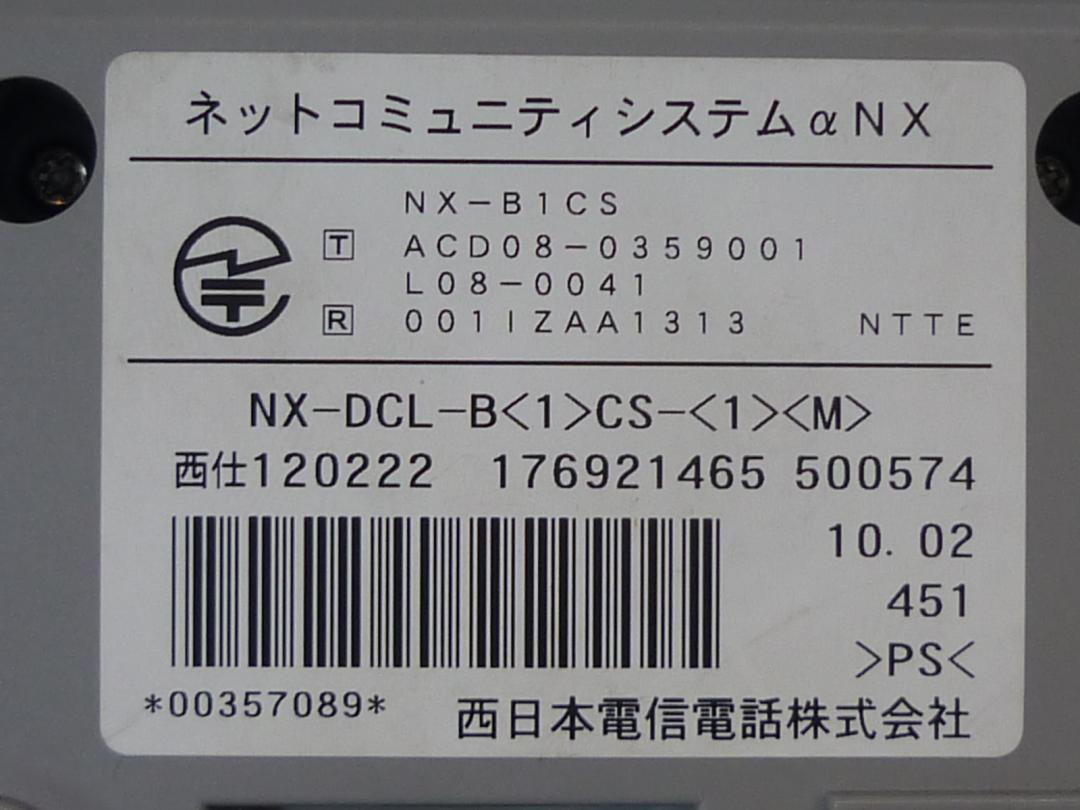 ネットコミュニティシステムαNX
NX-B1CS
T ACD08-0359001
L08-0041
R 001IZAA1313 NTTE
NX-DCL-B<1>CS-<1><M>
西仕120222 176921465 500574
10. 02
451
>PS<
*00357089* 西日本電信電話株式会社